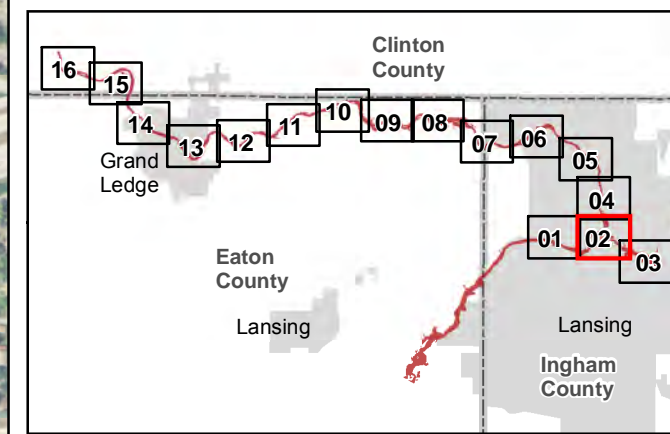 Clinton
County
16
15
14
13
12
11
10
09
08
07
06
05
04
01
02
03
Grand
Ledge
Eaton
County
Lansing
Lansing
Ingham
County